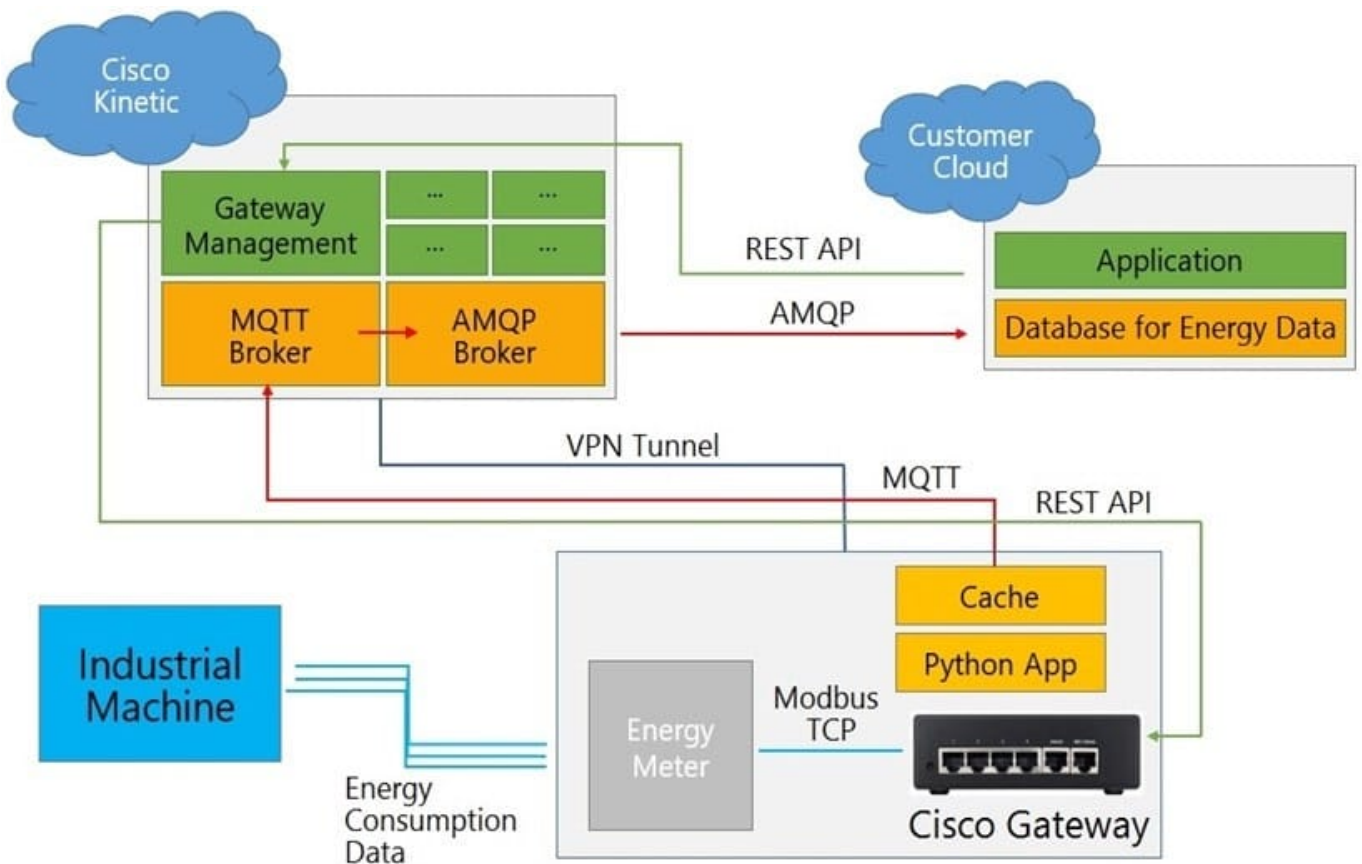 Cisco
Kinetic
Customer
Cloud
Gateway
Management
...
...
...
...
MQTT
Broker
AMQP
Broker
REST API
AMQP
Application
Database for Energy Data
VPN Tunnel
MQTT
REST API
Industrial
Machine
Energy
Consumption
Data
Energy
Meter
Modbus
TCP
Cache
Python App
Cisco Gateway